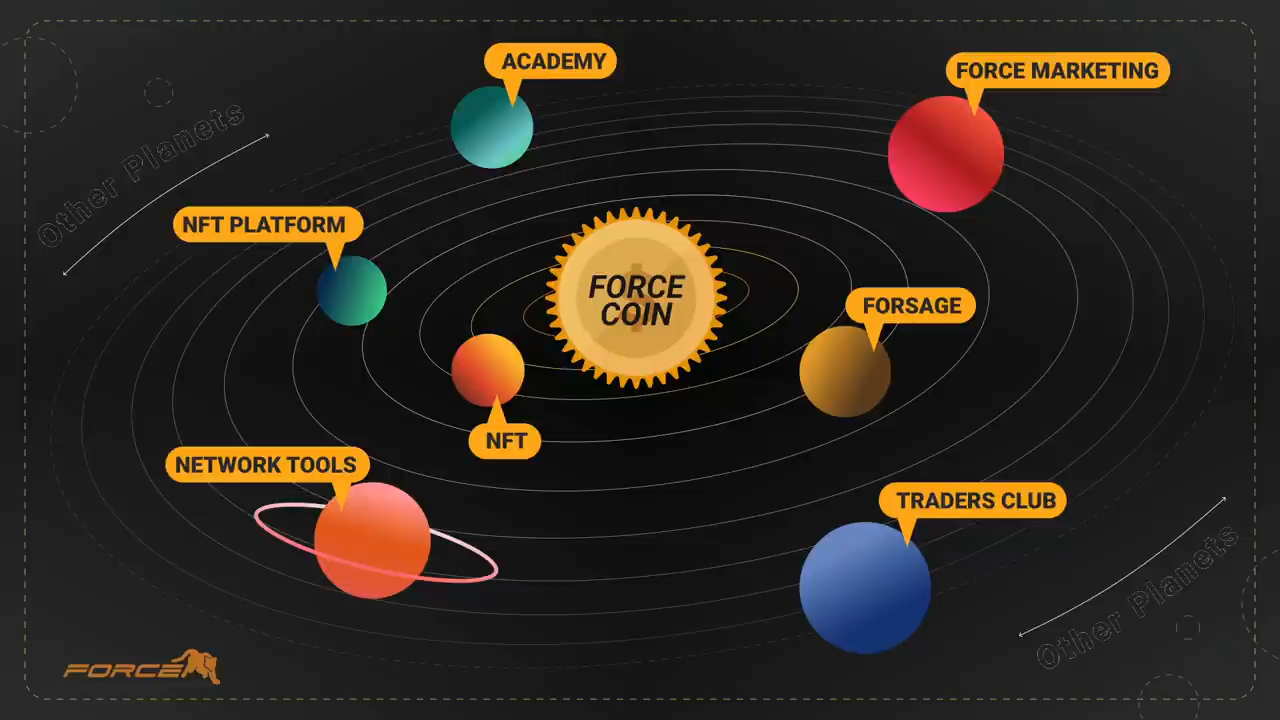 ACADEMY
FORCE MARKETING
Other Planets
NFT PLATFORM
FORCE
COIN
FORSAGE
NFT
NETWORK TOOLS
TRADERS CLUB
Other Planets
FORCE